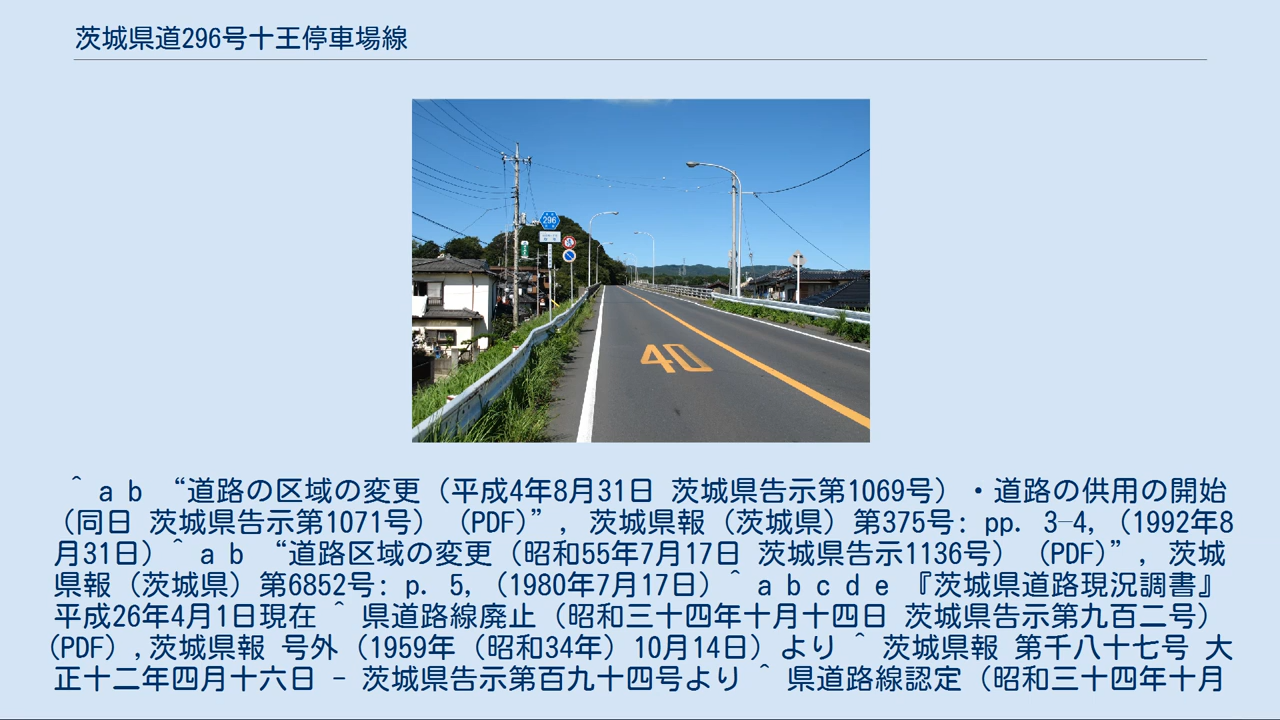 茨城県道296号十王停車場線
296
40
^ a b “道路の区域の変更（平成4年8月31日 茨城県告示第1069号）・道路の供用の開始
（同日 茨城県告示第1071号）（PDF）”, 茨城県報（茨城県）第375号: pp. 3–4,（1992年8
月31日）^ a b “道路区域の変更（昭和55年7月17日 茨城県告示1136号）（PDF）”, 茨城
県報（茨城県）第6852号: p. 5,（1980年7月17日）^ a b c d e 『茨城県道路現況調書』
平成26年4月1日現在 ^ 県道路線廃止（昭和三十四年十月十四日 茨城県告示第九百二号）
(PDF）,茨城県報 号外（1959年（昭和34年）10月14日）より ^ 茨城県報 第千八十七号 大
正十二年四月十六日 - 茨城県告示第百九十四号より ^ 県道路線認定（昭和三十四年十月